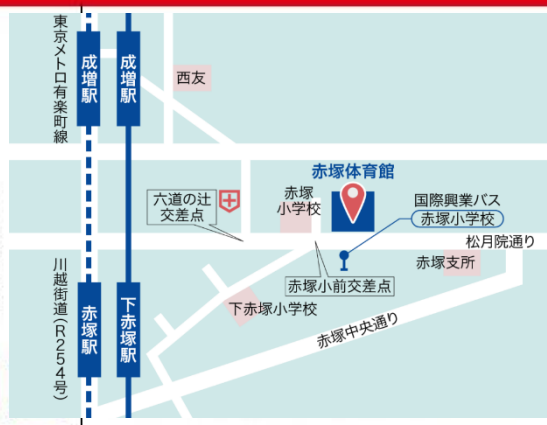 東京メトロ有楽町線
成増駅
成増駅
西友
六道の辻
交差点
赤塚
小学校
赤塚体育館
国際興業バス
赤塚小学校
松月院通り
赤塚支所
赤塚小前交差点
川越街道(R254号)
赤塚駅
下赤塚駅
下赤塚小学校
赤塚中央通り